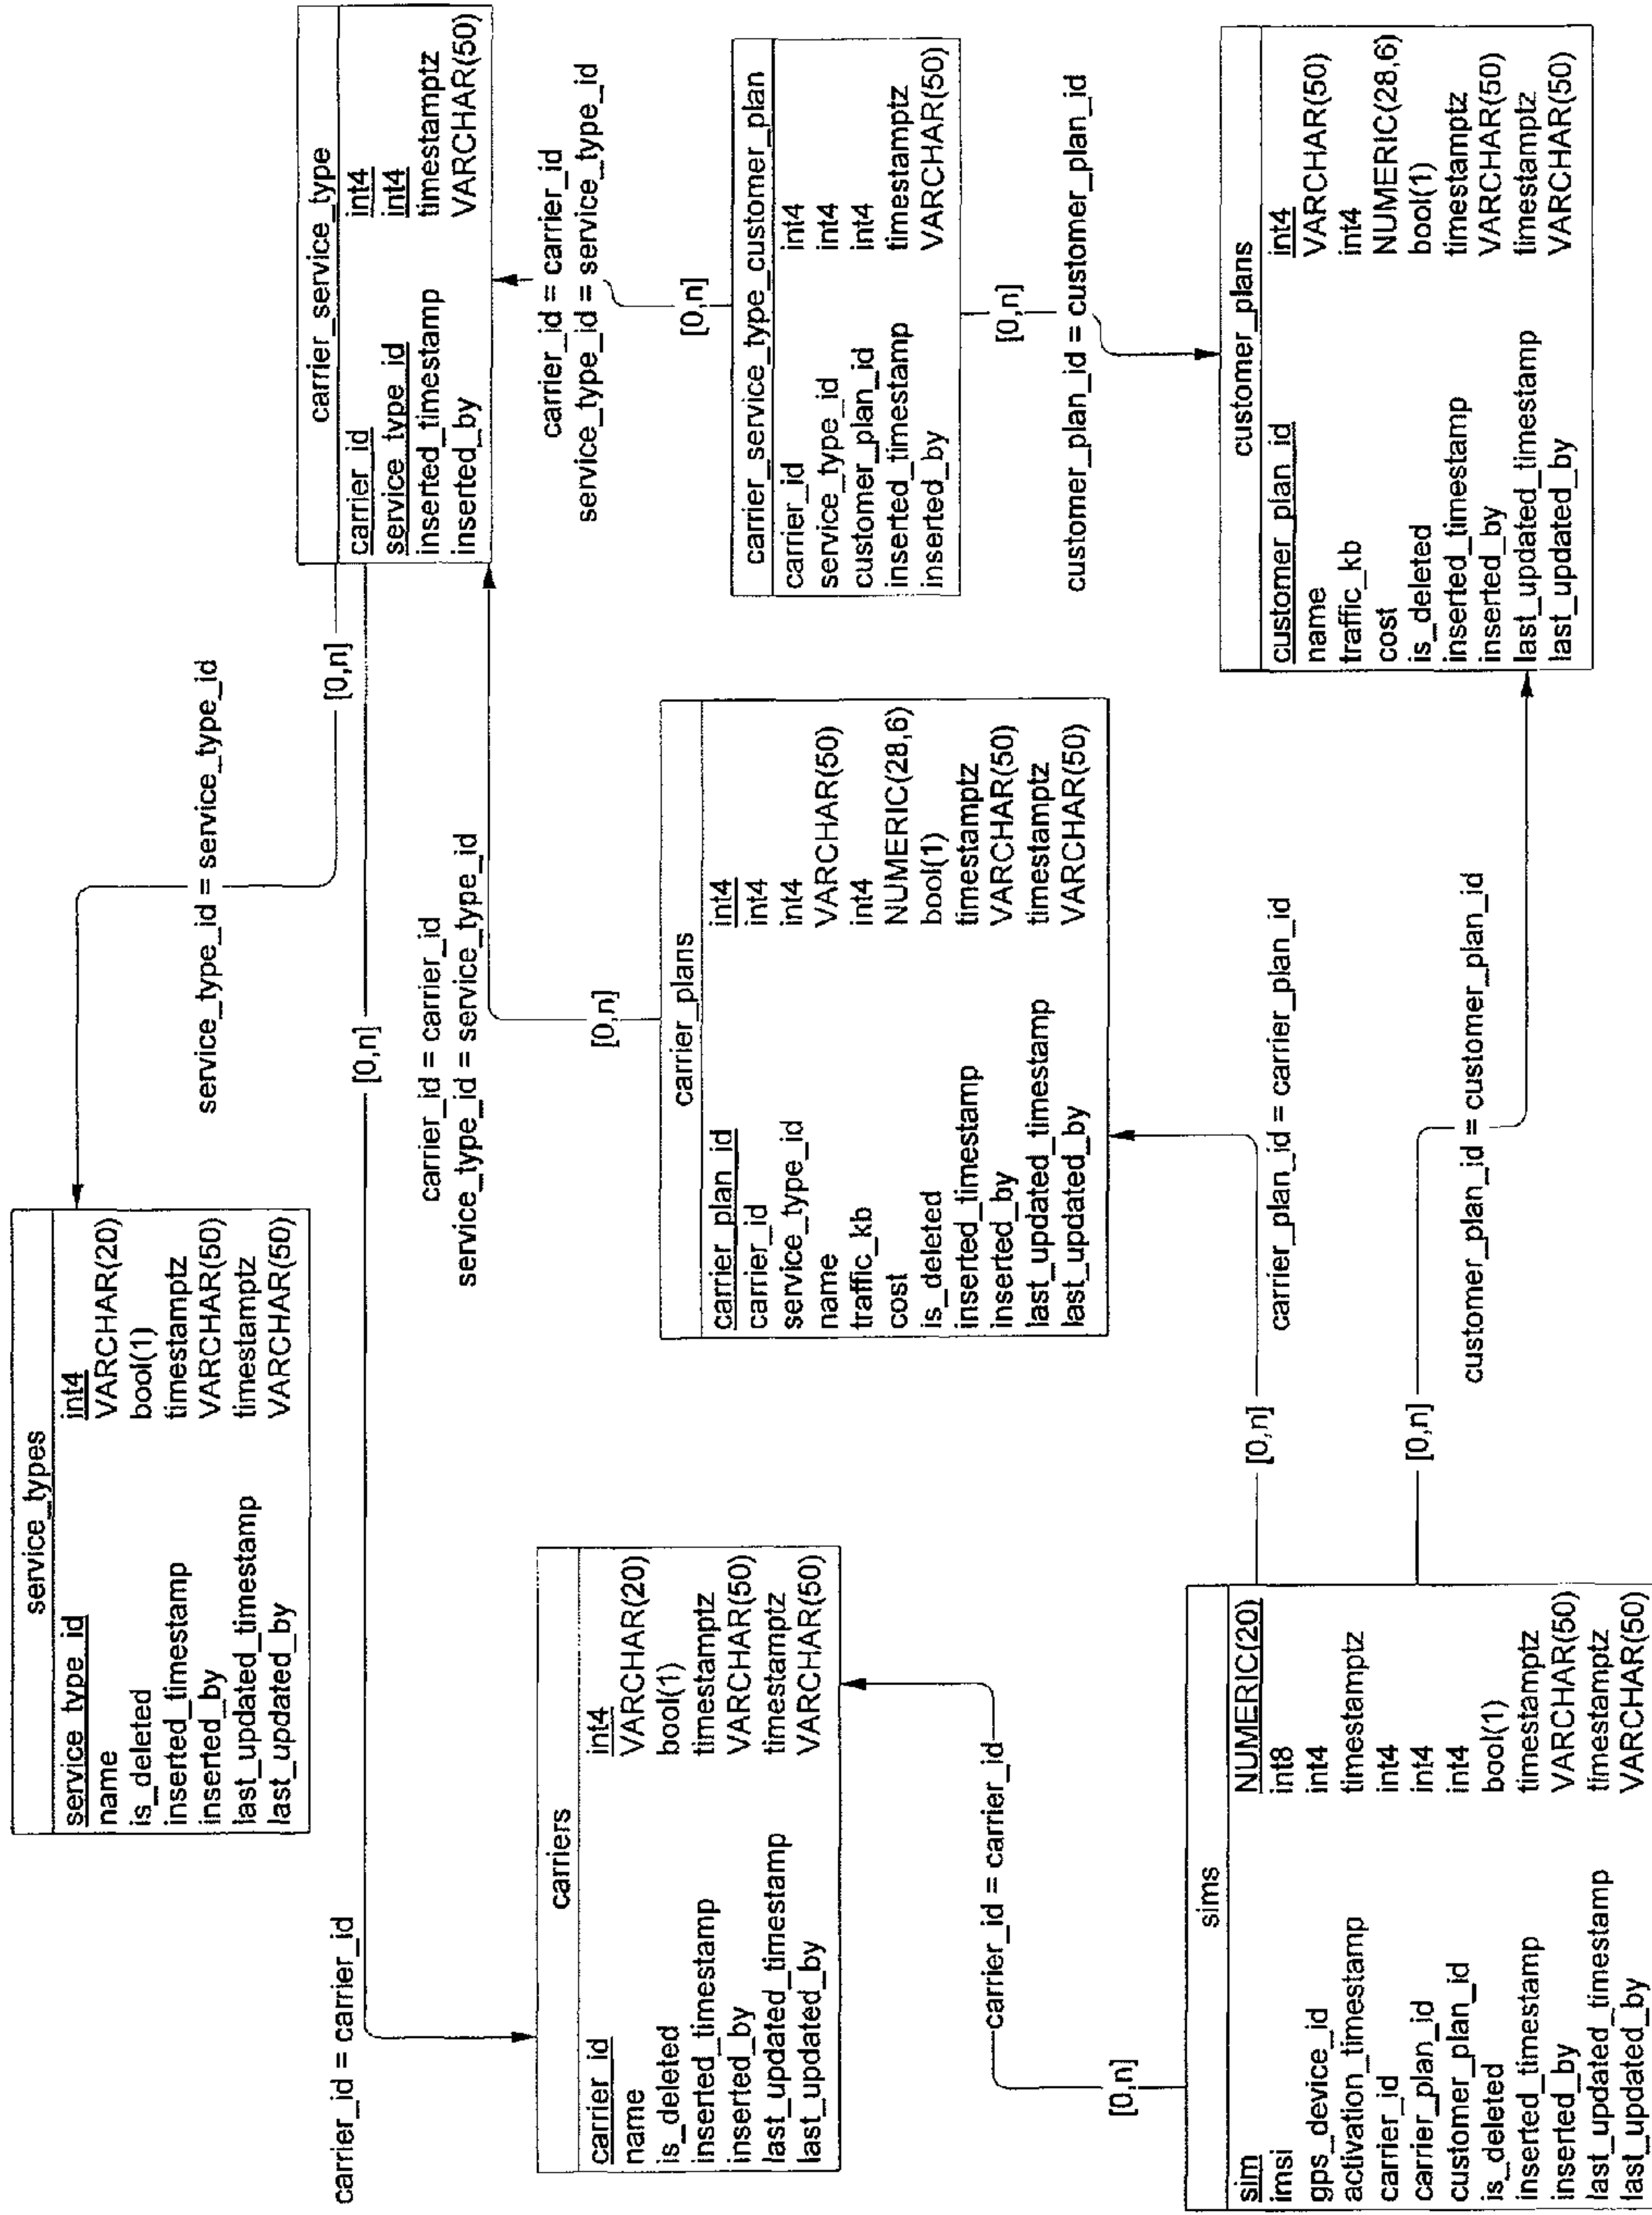 service_types
service_type_id int4
name VARCHAR(20)
is_deleted bool(1)
inserted_timestamp timestamptz
inserted_by VARCHAR(50)
last_updated_timestamp timestamptz
last_updated_by VARCHAR(50)
service_type_id = service_type_id
[0,n]
carrier_service_type
carrier_id int4
service_type_id int4
inserted_timestamp timestamptz
inserted_by VARCHAR(50)
carrier_id = carrier_id
[0,n]
carriers
carrier_id int4
name VARCHAR(20)
is_deleted bool(1)
inserted_timestamp timestamptz
inserted_by VARCHAR(50)
last_updated_timestamp timestamptz
last_updated_by VARCHAR(50)
carrier_id = carrier_id
service_type_id = service_type_id
[0,n]
carrier_plans
carrier_plan_id int4
carrier_id int4
service_type_id int4
name VARCHAR(50)
traffic_kb int4
cost NUMERIC(28,6)
is_deleted bool(1)
inserted_timestamp timestamptz
inserted_by VARCHAR(50)
last_updated_timestamp timestamptz
last_updated_by VARCHAR(50)
carrier_id = carrier_id
service_type_id = service_type_id
[0,n]
carrier_service_type_customer_plan
carrier_id int4
service_type_id int4
customer_plan_id int4
inserted_timestamp timestamptz
inserted_by VARCHAR(50)
[0,n]
customer_plan_id = customer_plan_id
carrier_id = carrier_id
[0,n]
sims
sim NUMERIC(20)
imsi int8
gps_device_id int4
activation_timestamp timestamptz
carrier_id int4
carrier_plan_id int4
customer_plan_id int4
is_deleted bool(1)
inserted_timestamp timestamptz
inserted_by VARCHAR(50)
last_updated_timestamp timestamptz
last_updated_by VARCHAR(50)
[0,n]
carrier_plan_id = carrier_plan_id
[0,n]
customer_plan_id = customer_plan_id
customer_plans
customer_plan_id int4
name VARCHAR(50)
traffic_kb int4
cost NUMERIC(28,6)
is_deleted bool(1)
inserted_timestamp timestamptz
inserted_by VARCHAR(50)
last_updated_timestamp timestamptz
last_updated_by VARCHAR(50)